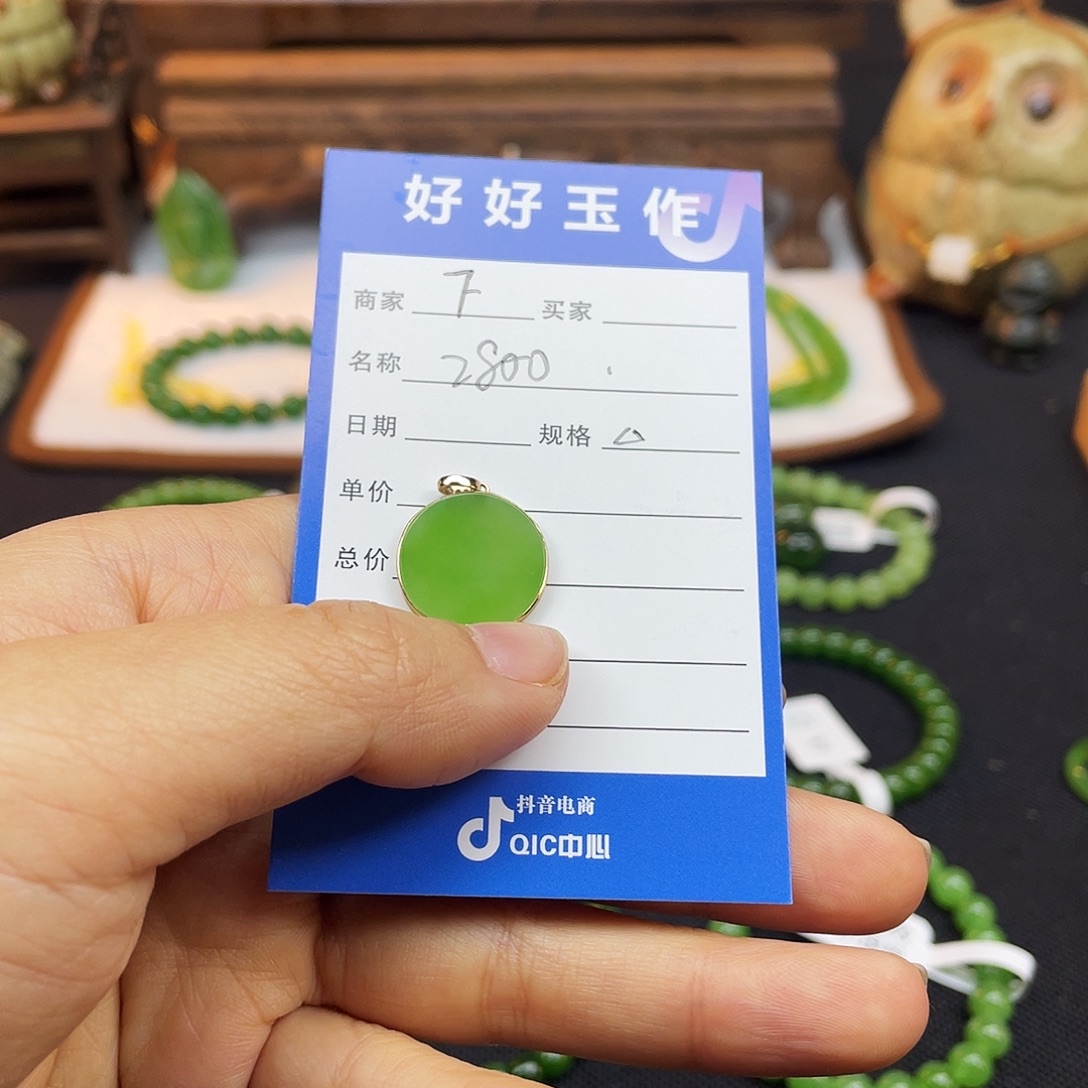 好好玉作
商家 F 买家
名称 2800
日期 规格 △
单价
总价
抖音电商
QIC中心